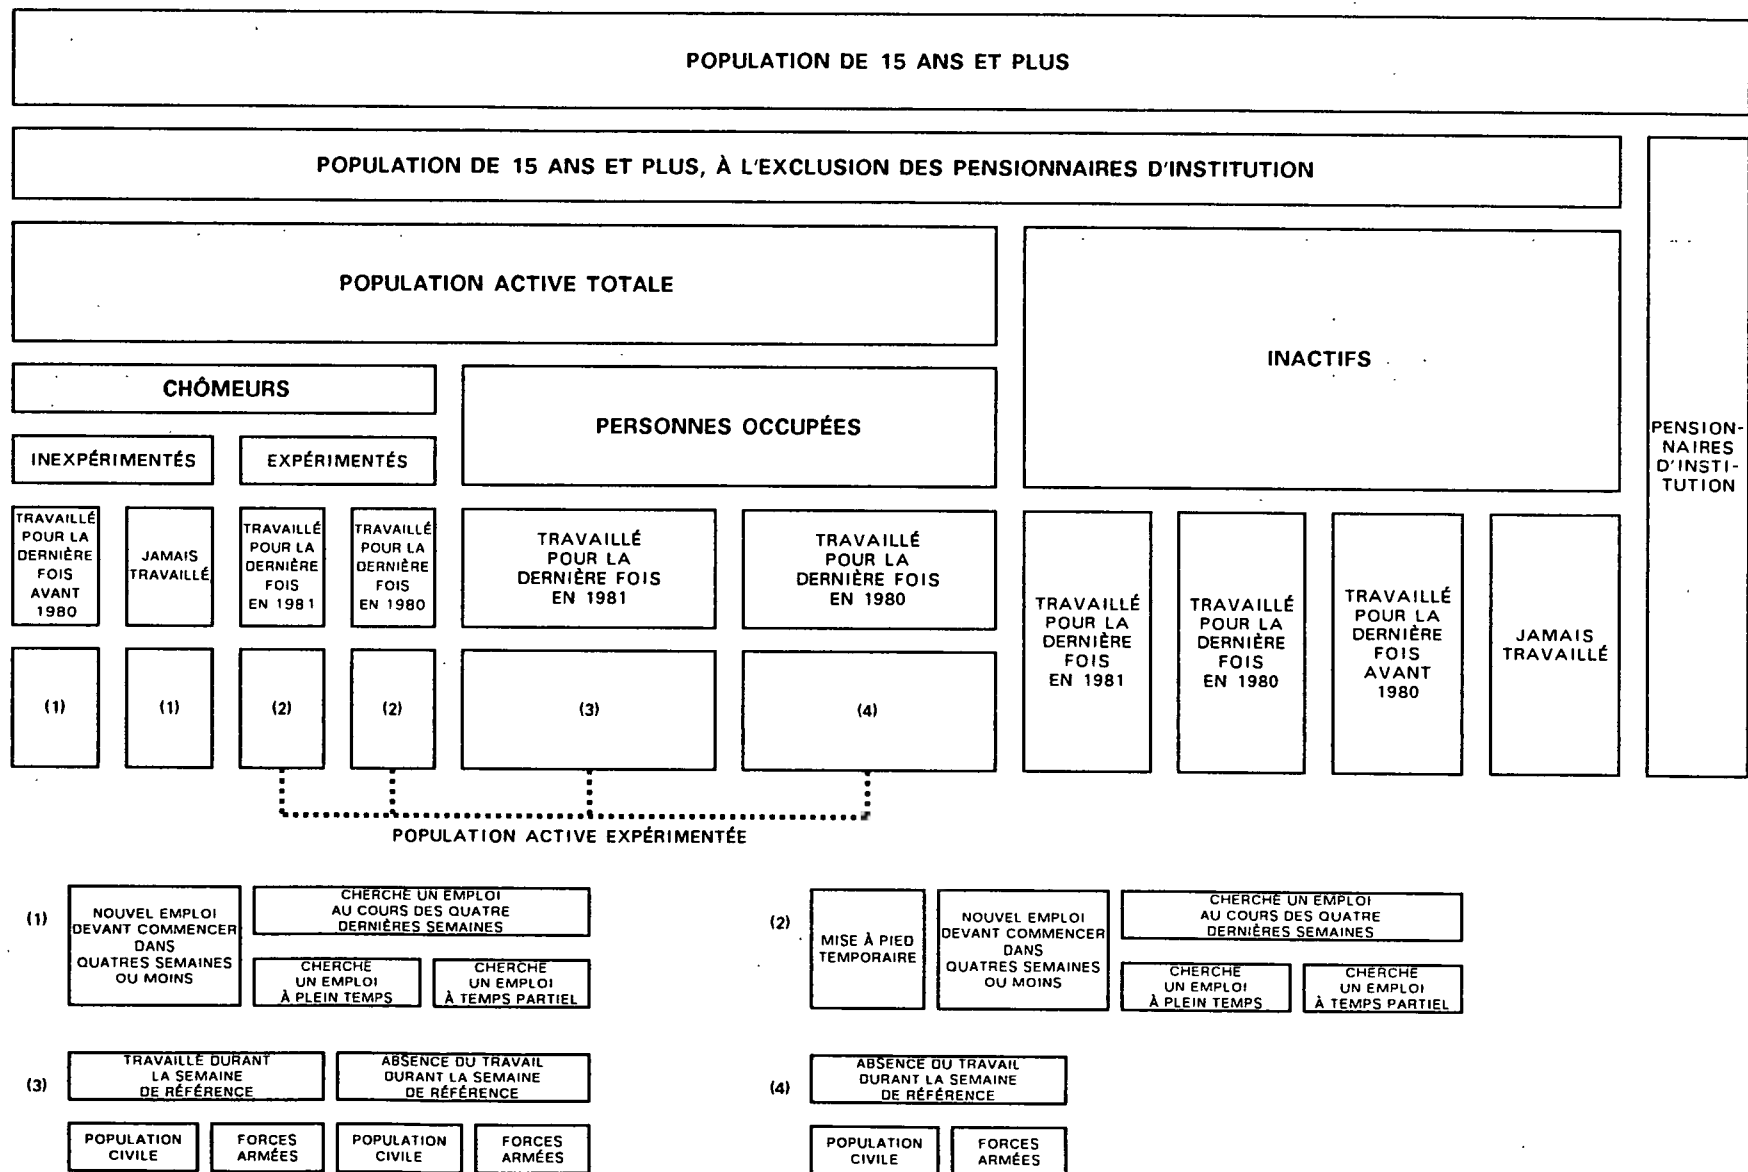 POPULATION DE 15 ANS ET PLUS
POPULATION DE 15 ANS ET PLUS, À L'EXCLUSION DES PENSIONNAIRES D'INSTITUTION
POPULATION ACTIVE TOTALE
INACTIFS
PENSION-
NAIRES
D'INSTI-
TUTION
CHÔMEURS
PERSONNES OCCUPÉES
INEXPÉRIMENTÉS
EXPÉRIMENTÉS
TRAVAILLÉ
POUR LA
DERNIÈRE
FOIS
AVANT
1980
JAMAIS
TRAVAILLÉ
TRAVAILLÉ
POUR LA
DERNIÈRE
FOIS
EN 1981
TRAVAILLÉ
POUR LA
DERNIÈRE
FOIS
EN 1980
TRAVAILLÉ
POUR LA
DERNIÈRE FOIS
EN 1981
TRAVAILLÉ
POUR LA
DERNIÈRE FOIS
EN 1980
TRAVAILLÉ
POUR LA
DERNIÈRE
FOIS
EN 1981
TRAVAILLÉ
POUR LA
DERNIÈRE
FOIS
EN 1980
TRAVAILLÉ
POUR LA
DERNIÈRE
FOIS
AVANT
1980
JAMAIS
TRAVAILLÉ
(1)
(1)
(2)
(2)
(3)
(4)
POPULATION ACTIVE EXPÉRIMENTÉE
(1)
NOUVEL EMPLOI
DEVANT COMMENCER
DANS
QUATRES SEMAINES
OU MOINS
CHERCHÉ UN EMPLOI
AU COURS DES QUATRE
DERNIÈRES SEMAINES
CHERCHÉ
UN EMPLOI
À PLEIN TEMPS
CHERCHÉ
UN EMPLOI
À TEMPS PARTIEL
(2)
MISE À PIED
TEMPORAIRE
NOUVEL EMPLOI
DEVANT COMMENCER
DANS
QUATRES SEMAINES
OU MOINS
CHERCHÉ UN EMPLOI
AU COURS DES QUATRE
DERNIÈRES SEMAINES
CHERCHÉ
UN EMPLOI
À PLEIN TEMPS
CHERCHÉ
UN EMPLOI
À TEMPS PARTIEL
(3)
TRAVAILLÉ DURANT
LA SEMAINE
DE RÉFÉRENCE
ABSENCE DU TRAVAIL
DURANT LA SEMAINE
DE RÉFÉRENCE
POPULATION
CIVILE
FORCES
ARMÉES
POPULATION
CIVILE
FORCES
ARMÉES
(4)
ABSENCE DU TRAVAIL
DURANT LA SEMAINE
DE RÉFÉRENCE
POPULATION
CIVILE
FORCES
ARMÉES